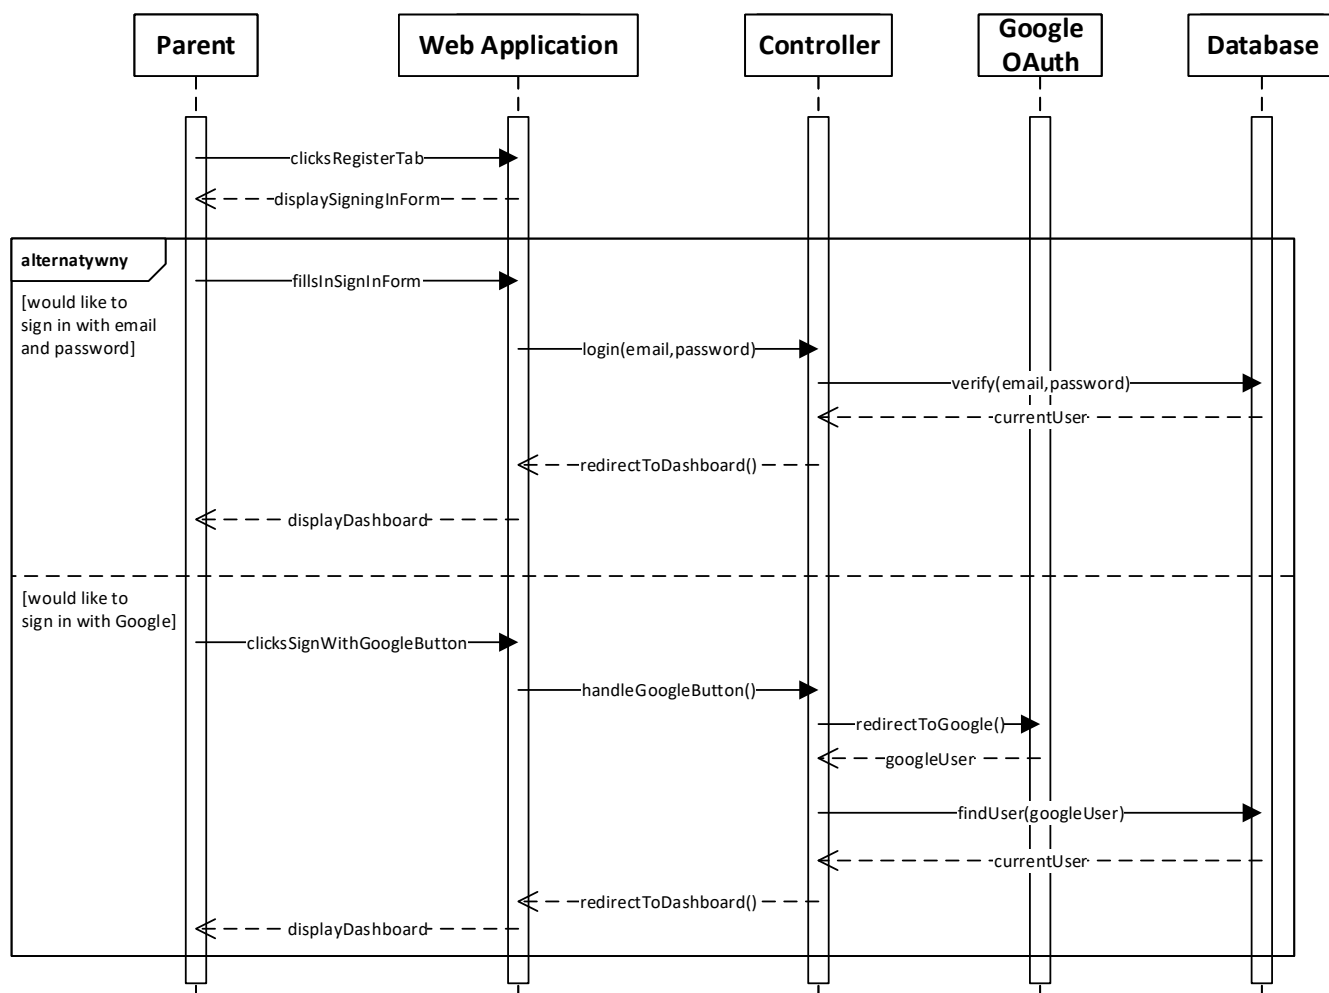 Parent
Web Application
Controller
Google
OAuth
Database
clicksRegisterTab
displaySigningInForm
alternatywny
[would like to
sign in with email
and password]
fillsInSignInForm
login(email,password)
verify(email,password)
currentUser
redirectToDashboard()
displayDashboard
[would like to
sign in with Google]
clicksSignWithGoogleButton
handleGoogleButton()
redirectToGoogle()
googleUser
findUser(googleUser)
currentUser
redirectToDashboard()
displayDashboard